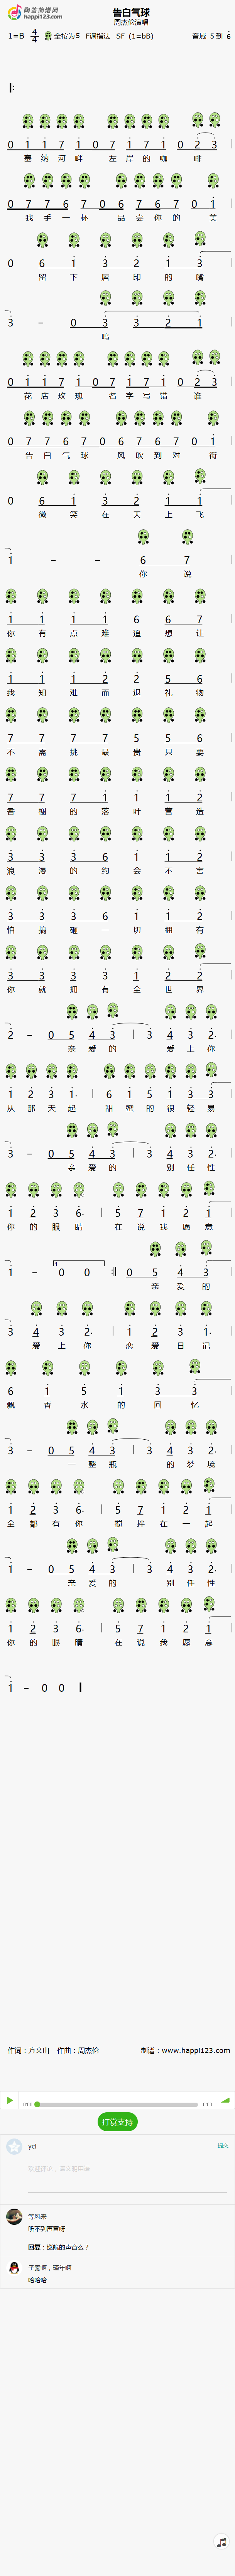 陶笛简谱网
happi123.com
告白气球
周杰伦演唱
1=B 4/4 全按为5 F调指法 SF (1=bB) 音域 5到6
0 1 1 7 1 0 7 1 7 1 0 2 3
塞 纳 河 畔 左 岸 的 咖 啡
0 7 7 6 7 0 6 7 6 7 0 1
我 手 一 杯 品 尝 你 的 美
0 6 1 3 2 1 3
留 下 唇 印 的 嘴
3 - 0 3 3 2 1
呜
0 1 1 7 1 0 7 1 7 1 0 2 3
花 店 玫 瑰 名 字 写 错 谁
0 7 7 6 7 0 6 7 6 7 0 1
告 白 气 球 风 吹 到 对 街
0 6 1 3 2 1 1
微 笑 在 天 上 飞
1 - - 6 7
你 说
1 1 1 1 6 6 7
你 有 点 难 追 想 让
1 1 1 2 2 5 6
我 知 难 而 退 礼 物
7 7 7 7 5 5 6
不 需 挑 最 贵 只 要
7 7 7 1 1 1 2
香 榭 的 落 叶 营 造
3 3 3 6 1 1 2
浪 漫 的 约 会 不 害
3 3 3 6 1 1 2
怕 搞 砸 一 切 拥 有
3 3 3 3 1 2 2
你 就 拥 有 全 世 界
2 - 0 5 4 3 | 3 4 3 2.
亲 爱 的 爱 上 你
1 2 3 1. | 6 1 5 1 3 3
从 那 天 起 甜 蜜 的 很 轻 易
3 - 0 5 4 3 | 3 4 3 2.
亲 爱 的 别 任 性
1 2 3 6. | 5 7 1 2 1
你 的 眼 睛 在 说 我 愿 意
1 - 0 0 :| 0 5 4 3
亲 爱 的
3 4 3 2. | 1 2 3 1.
爱 上 你 恋 爱 日 记
6 1 5 1 3 3
飘 香 水 的 回 忆
3 - 0 5 4 3 | 3 4 3 2.
一 整 瓶 的 梦 境
1 2 3 6. | 5 7 1 2 1
全 都 有 你 搅 拌 在 一 起
1 - 0 5 4 3 | 3 4 3 2.
亲 爱 的 别 任 性
1 2 3 6. | 5 7 1 2 1
你 的 眼 睛 在 说 我 愿 意
1 - 0 0
作词：方文山 作曲：周杰伦 制谱：www.happi123.com
0:00 0:00
打赏支持
ycl 提交
等风来
听不到声音呀
回复：巡航的声音么？
子蓥啊，瑾年啊
哈哈哈